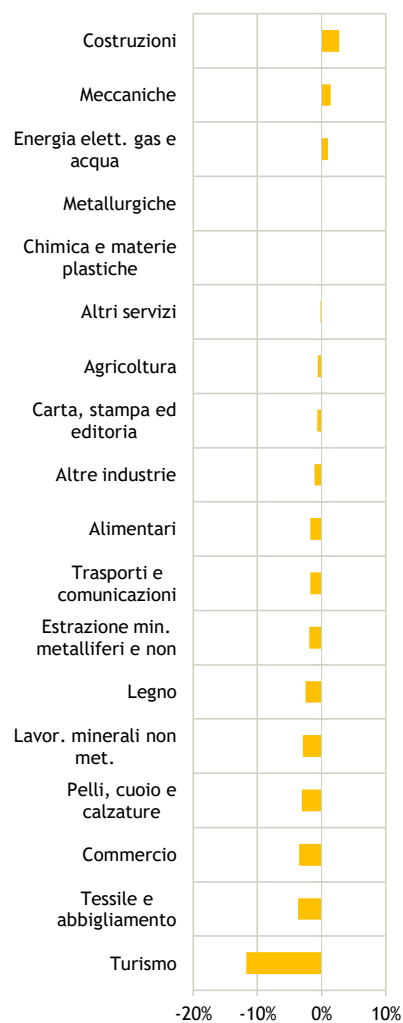 Costruzioni
Meccaniche
Energia elett. gas e
acqua
Metallurgiche
Chimica e materie
plastiche
Altri servizi
Agricoltura
Carta, stampa ed
editoria
Altre industrie
Alimentari
Trasporti e
comunicazioni
Estrazione min.
metalliferi e non
Legno
Lavor. minerali non
met.
Pelli, cuoio e
calzature
Commercio
Tessile e
abbigliamento
Turismo
-20% -10% 0% 10%